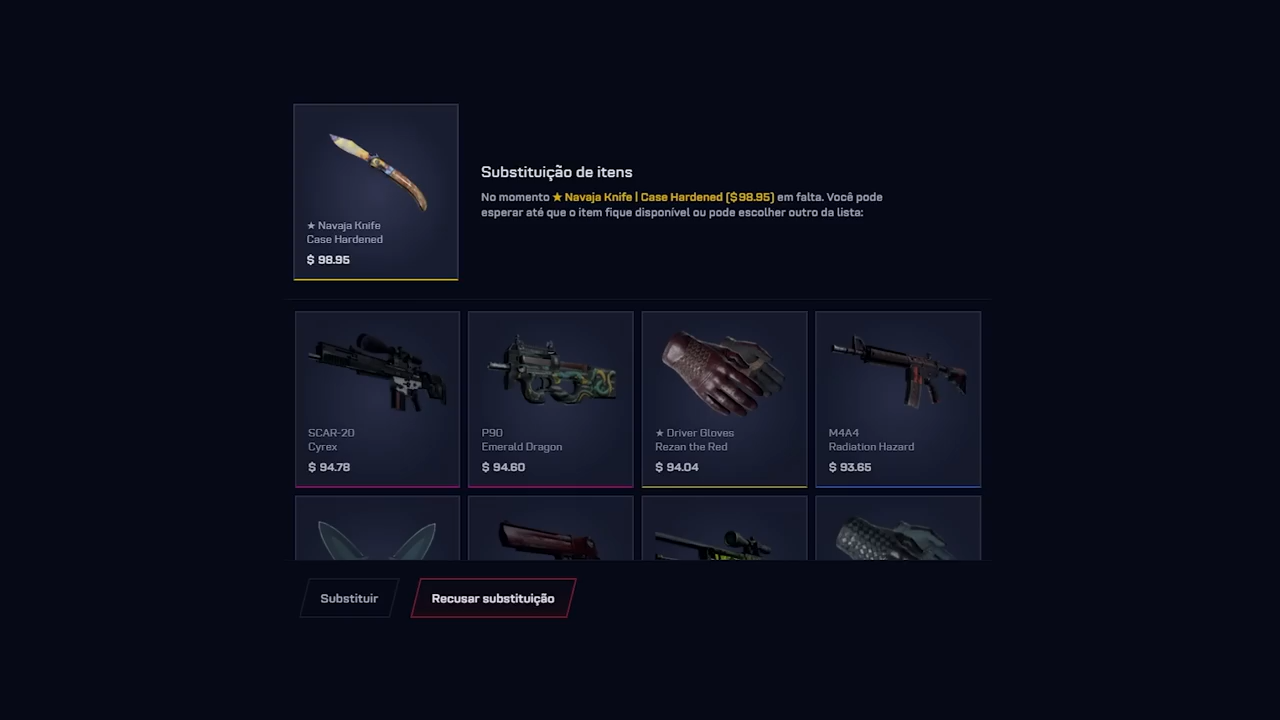 Substituição de itens
No momento ★ Navaja Knife | Case Hardened ($98.95) em falta. Você pode
esperar até que o item fique disponível ou pode escolher outro da lista:
★ Navaja Knife
Case Hardened
$ 98.95
SCAR-20
Cyrex
$ 94.78
P90
Emerald Dragon
$ 94.60
★ Driver Gloves
Rezan the Red
$ 94.04
M4A4
Radiation Hazard
$ 93.65
Substituir
Recusar substituição